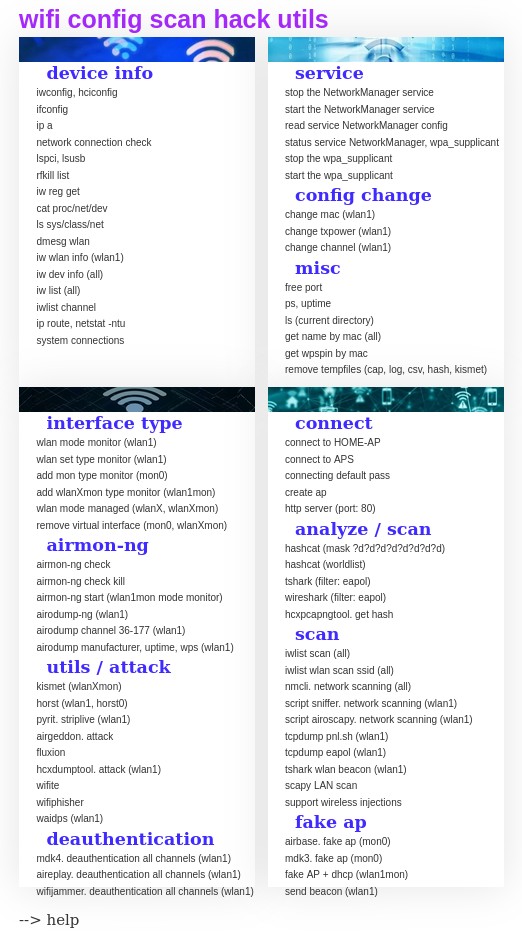 wifi config scan hack utils
device info
iwconfig, hciconfig
ifconfig
ip a
network connection check
lspci, lsusb
rfkill list
iw reg get
cat proc/net/dev
ls sys/class/net
dmesg wlan
iw wlan info (wlan1)
iw dev info (all)
iw list (all)
iwlist channel
ip route, netstat -ntu
system connections
service
stop the NetworkManager service
start the NetworkManager service
read service NetworkManager config
status service NetworkManager, wpa_supplicant
stop the wpa_supplicant
start the wpa_supplicant
config change
change mac (wlan1)
change txpower (wlan1)
change channel (wlan1)
misc
free port
ps, uptime
ls (current directory)
get name by mac (all)
get wpspin by mac
remove tempfiles (cap, log, csv, hash, kismet)
interface type
wlan mode monitor (wlan1)
wlan set type monitor (wlan1)
add mon type monitor (mon0)
add wlanXmon type monitor (wlan1mon)
wlan mode managed (wlanX, wlanXmon)
remove virtual interface (mon0, wlanXmon)
airmon-ng
airmon-ng check
airmon-ng check kill
airmon-ng start (wlan1mon mode monitor)
airodump-ng (wlan1)
airodump channel 36-177 (wlan1)
airodump manufacturer, uptime, wps (wlan1)
utils / attack
kismet (wlanXmon)
horst (wlan1, horst0)
pyrit. striplive (wlan1)
airgeddon. attack
fluxion
hcxdumptool. attack (wlan1)
wifite
wifiphisher
waidps (wlan1)
deauthentication
mdk4. deauthentication all channels (wlan1)
aireplay. deauthentication all channels (wlan1)
wifijammer. deauthentication all channels (wlan1)
connect
connect to HOME-AP
connect to APS
connecting default pass
create ap
http server (port: 80)
analyze / scan
hashcat (mask ?d?d?d?d?d?d?d?d)
hashcat (worldlist)
tshark (filter: eapol)
wireshark (filter: eapol)
hcxpcapngtool. get hash
scan
iwlist scan (all)
iwlist wlan scan ssid (all)
nmcli. network scanning (all)
script sniffer. network scanning (wlan1)
script airoscapy. network scanning (wlan1)
tcpdump pnl.sh (wlan1)
tcpdump eapol (wlan1)
tshark wlan beacon (wlan1)
scapy LAN scan
support wireless injections
fake ap
airbase. fake ap (mon0)
mdk3. fake ap (mon0)
fake AP + dhcp (wlan1mon)
send beacon (wlan1)
--> help